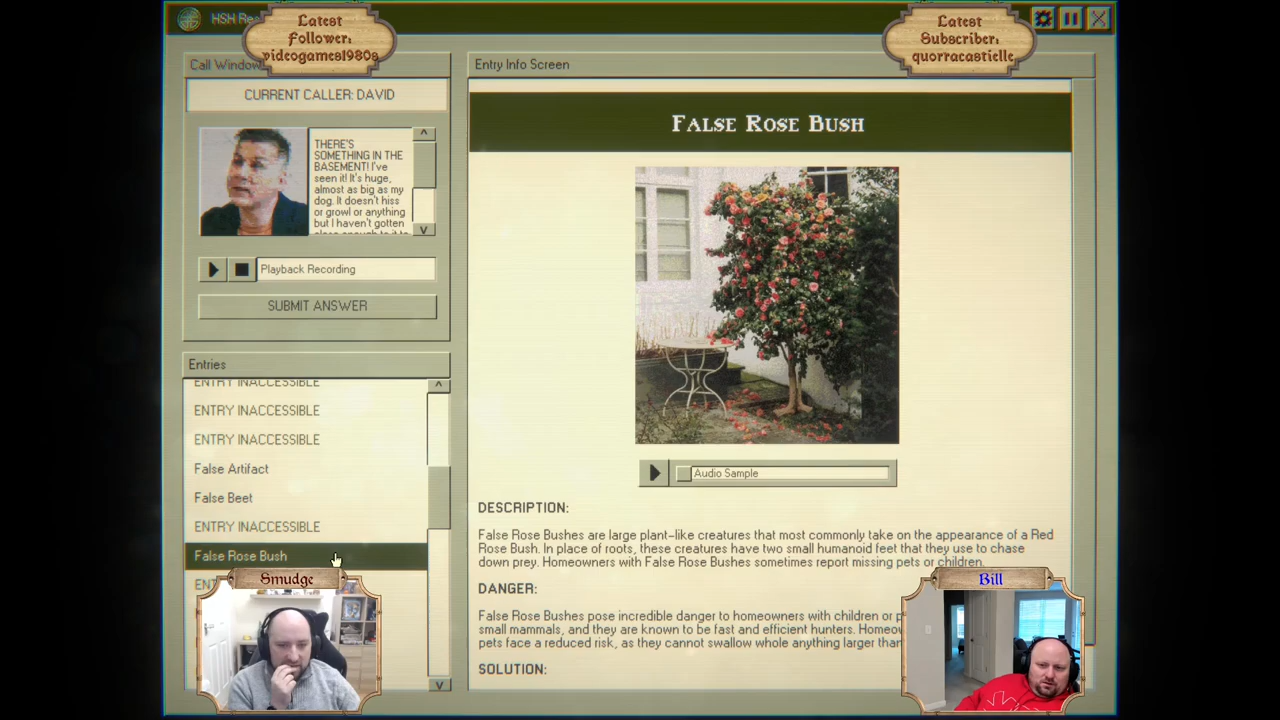 HSH
Latest
Follower:
videogames1980s
Latest
Subscriber:
quorracastielle
Call Window
CURRENT CALLER: DAVID
THERE'S
SOMETHING IN THE
BASEMENT! I've
seen it! It's huge,
almost as big as my
dog. It doesn't hiss
or growl or anything
but I haven't gotten
Playback Recording
SUBMIT ANSWER
Entries
ENTRY INACCESSIBLE
ENTRY INACCESSIBLE
ENTRY INACCESSIBLE
False Artifact
False Beet
ENTRY INACCESSIBLE
False Rose Bush
Smudge
Entry Info Screen
False Rose Bush
Audio Sample
DESCRIPTION:
False Rose Bushes are large plant-like creatures that most commonly take on the appearance of a Red
Rose Bush. In place of roots, these creatures have two small humanoid feet that they use to chase
down prey. Homeowners with False Rose Bushes sometimes report missing pets or children.
DANGER:
False Rose Bushes pose incredible danger to homeowners with children or
small mammals, and they are known to be fast and efficient hunters.
pets face a reduced risk, as they cannot swallow whole anything larger than
SOLUTION:
Bill